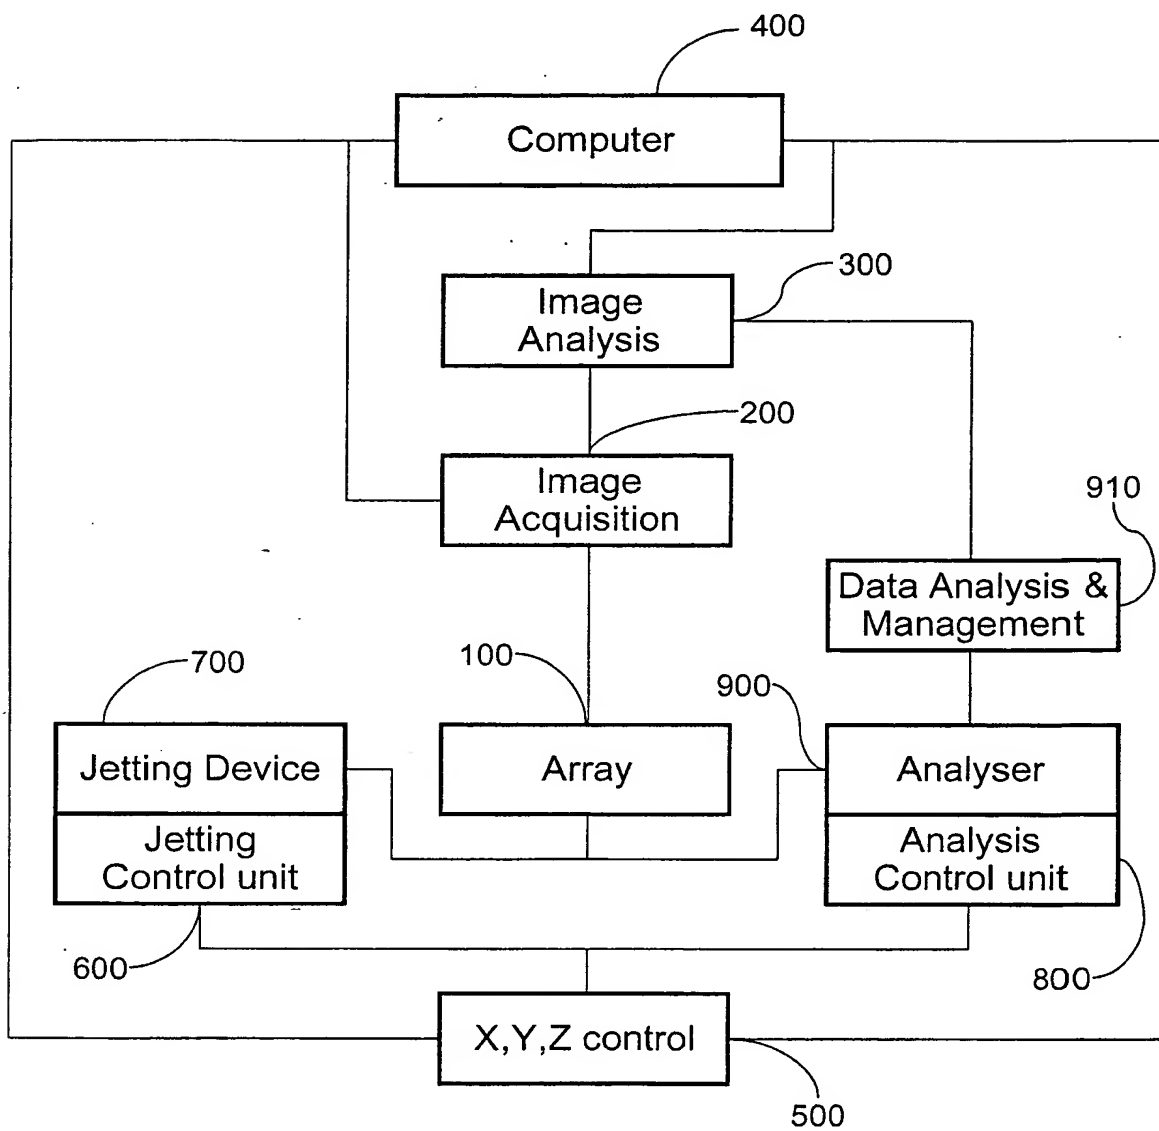 400
Computer
300
Image
Analysis
200
Image
Acquisition
910
Data Analysis &
Management
700
100
900
Jetting Device
Array
Analyser
Jetting
Control unit
Analysis
Control unit
600
800
X,Y,Z control
500